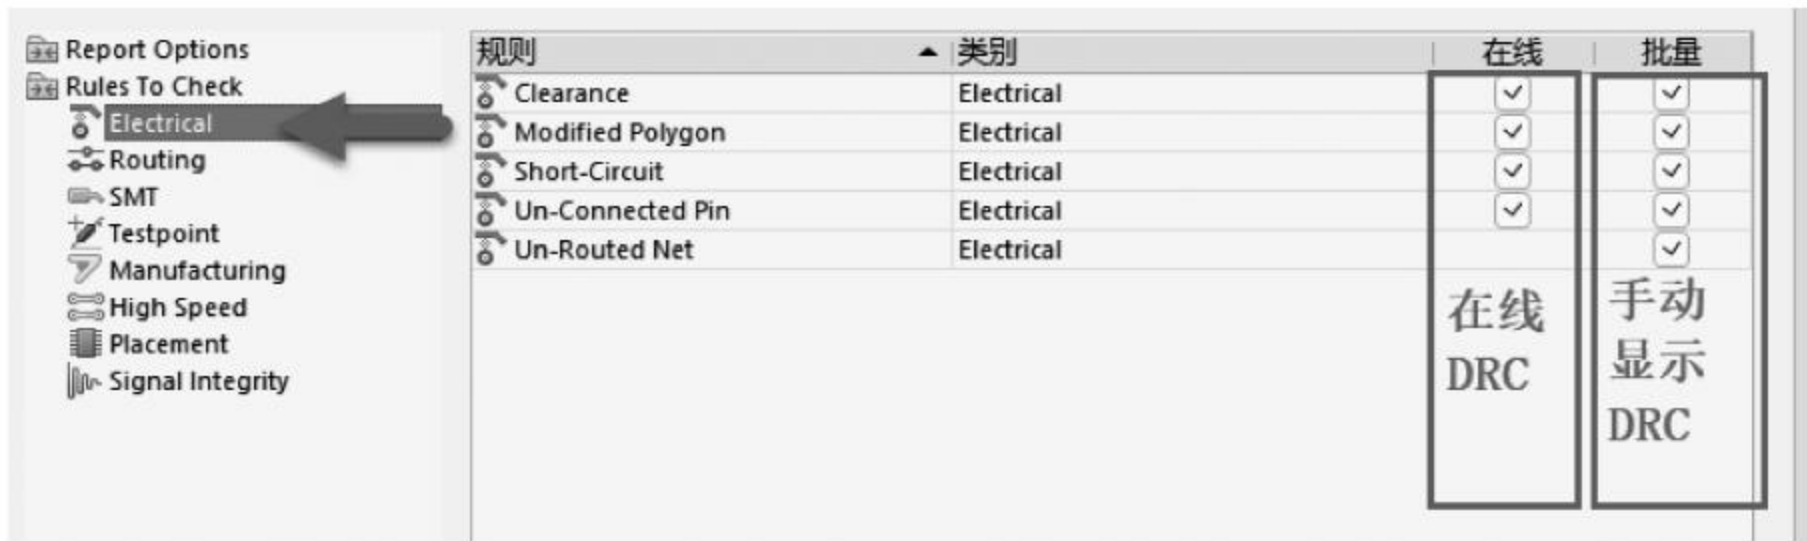 Report Options
Rules To Check
Electrical
Routing
SMT
Testpoint
Manufacturing
High Speed
Placement
Signal Integrity
规则 类别 在线 批量
Clearance Electrical
Modified Polygon Electrical
Short-Circuit Electrical
Un-Connected Pin Electrical
Un-Routed Net Electrical
在线
DRC
手动
显示
DRC